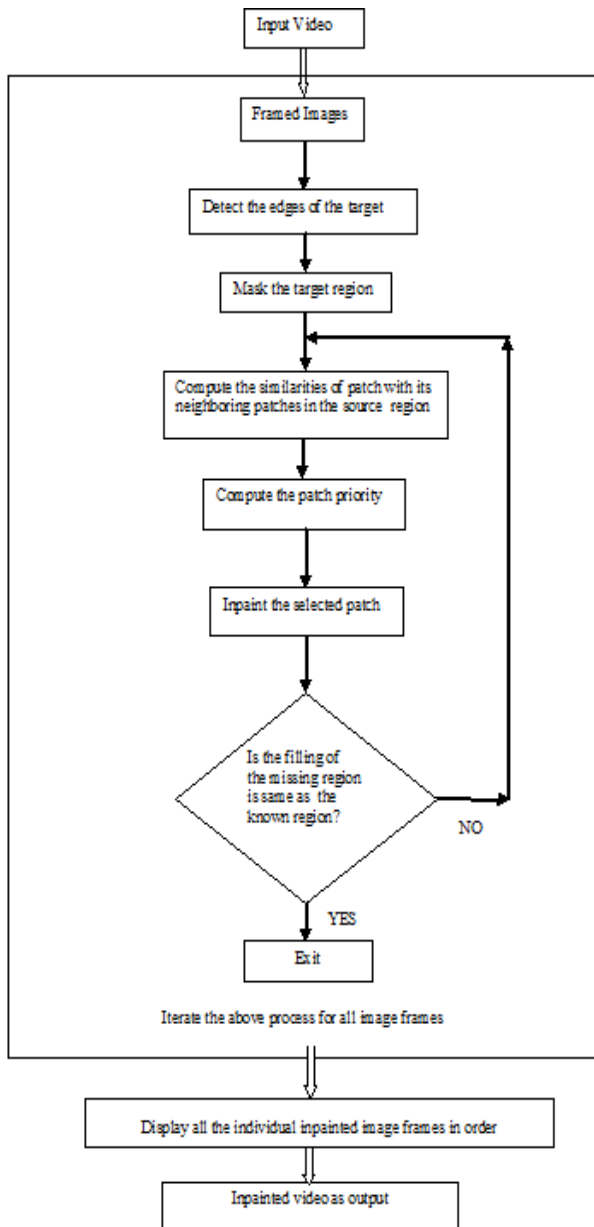 Input Video
Framed Images
Detect the edges of the target
Mask the target region
Compute the similarities of patch with its
neighboring patches in the source region
Compute the patch priority
Inpaint the selected patch
Is the filling of
the missing region
is same as the
known region?
NO
YES
Exit
Iterate the above process for all image frames
Display all the individual inpainted image frames in order
Inpainted video as output